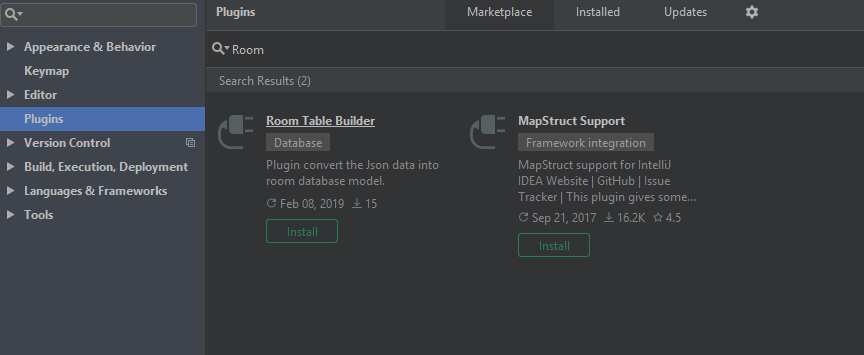 Plugins
Marketplace
Installed
Updates
Appearance & Behavior
Keymap
Editor
Plugins
Version Control
Build, Execution, Deployment
Languages & Frameworks
Tools
Room
Search Results (2)
Room Table Builder
Database
Plugin convert the Json data into
room database model.
Feb 08, 2019 15
Install
MapStruct Support
Framework integration
MapStruct support for IntelliJ
IDEA Website | GitHub | Issue
Tracker | This plugin gives some...
Sep 21, 2017 16.2K 4.5
Install